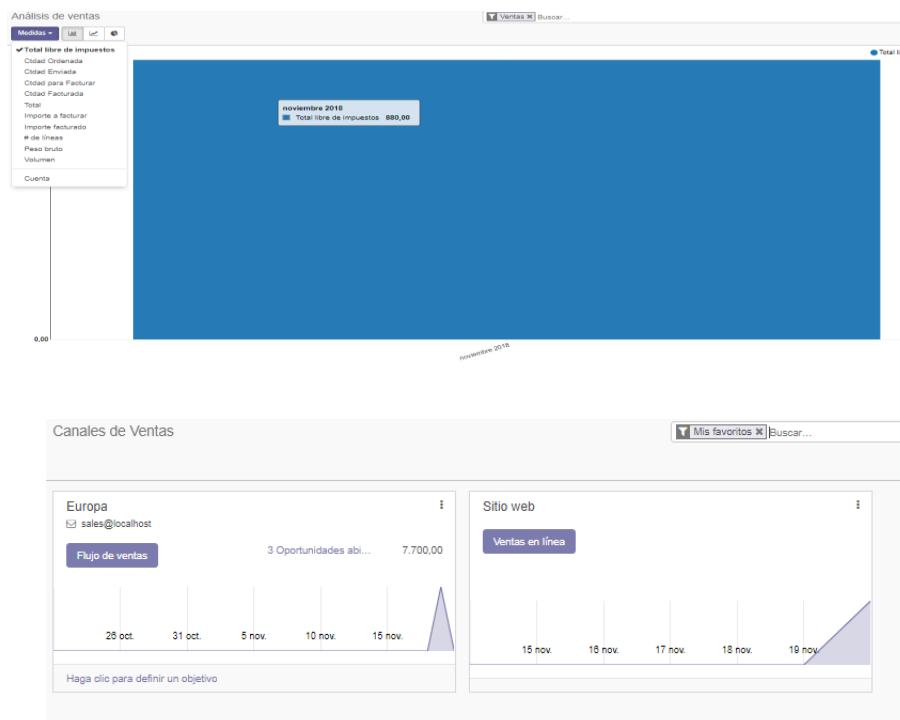 Análisis de ventas
Ventas ✖ Buscar...
Medidas
Total l
✔Total libre de impuestos
Ctdad Ordenada
Ctdad Enviada
Ctdad para Facturar
Ctdad Facturada
Total
Importe a facturar
Importe facturado
# de líneas
Peso bruto
Volumen
Cuenta
noviembre 2018
Total libre de impuestos 880,00
0,00
noviembre 2018
Canales de Ventas
Mis favoritos ✖ Buscar...
Europa
sales@localhost
Flujo de ventas
3 Oportunidades abi... 7.700,00
26 oct. 31 oct. 5 nov. 10 nov. 15 nov.
Haga clic para definir un objetivo
Sitio web
Ventas en línea
15 nov. 16 nov. 17 nov. 18 nov. 19 nov.